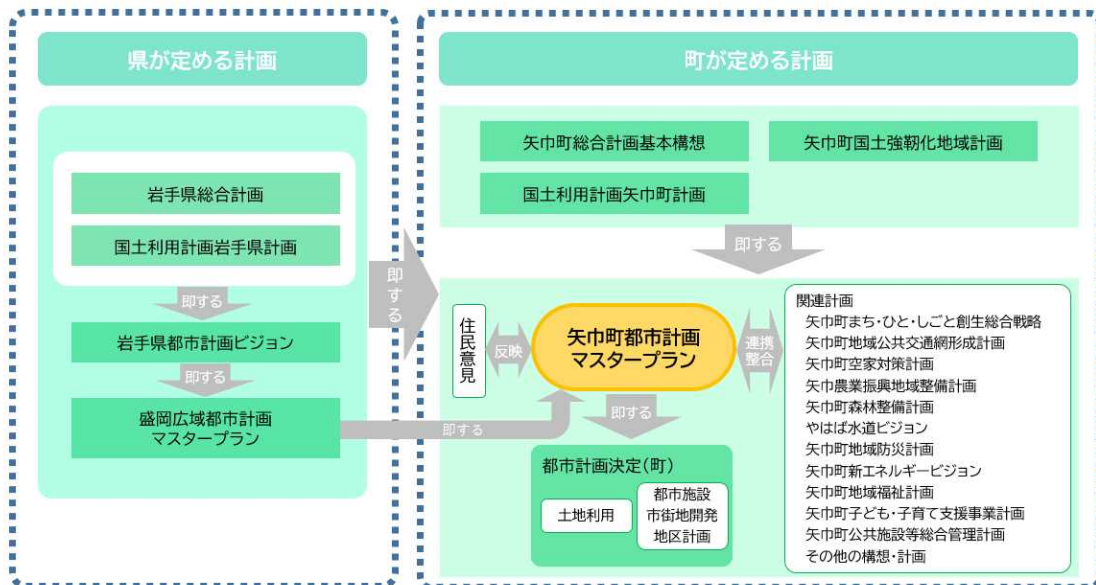 県が定める計画
岩手県総合計画
国土利用計画岩手県計画
即する
岩手県都市計画ビジョン
即する
盛岡広域都市計画
マスタープラン
即する
即する
町が定める計画
矢巾町総合計画基本構想
矢巾町国土強靭化地域計画
国土利用計画矢巾町計画
即する
住民意見
反映
矢巾町都市計画
マスタープラン
連携
整合
即する
都市計画決定(町)
土地利用
都市施設
市街地開発
地区計画
関連計画
矢巾町まち・ひと・しごと創生総合戦略
矢巾町地域公共交通網形成計画
矢巾町空家対策計画
矢巾農業振興地域整備計画
矢巾町森林整備計画
やはば水道ビジョン
矢巾町地域防災計画
矢巾町新エネルギービジョン
矢巾町地域福祉計画
矢巾町子ども・子育て支援事業計画
矢巾町公共施設等総合管理計画
その他の構想・計画